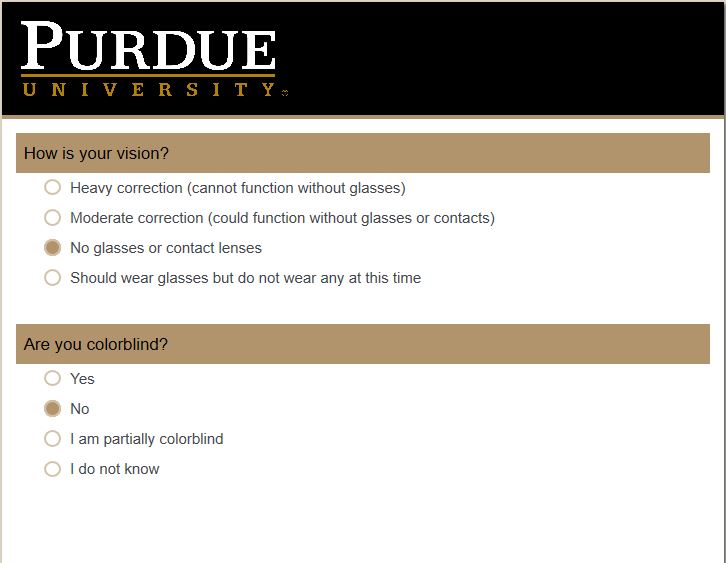 PURDUE
UNIVERSITY
How is your vision?
Heavy correction (cannot function without glasses)
Moderate correction (could function without glasses or contacts)
No glasses or contact lenses
Should wear glasses but do not wear any at this time
Are you colorblind?
Yes
No
I am partially colorblind
I do not know